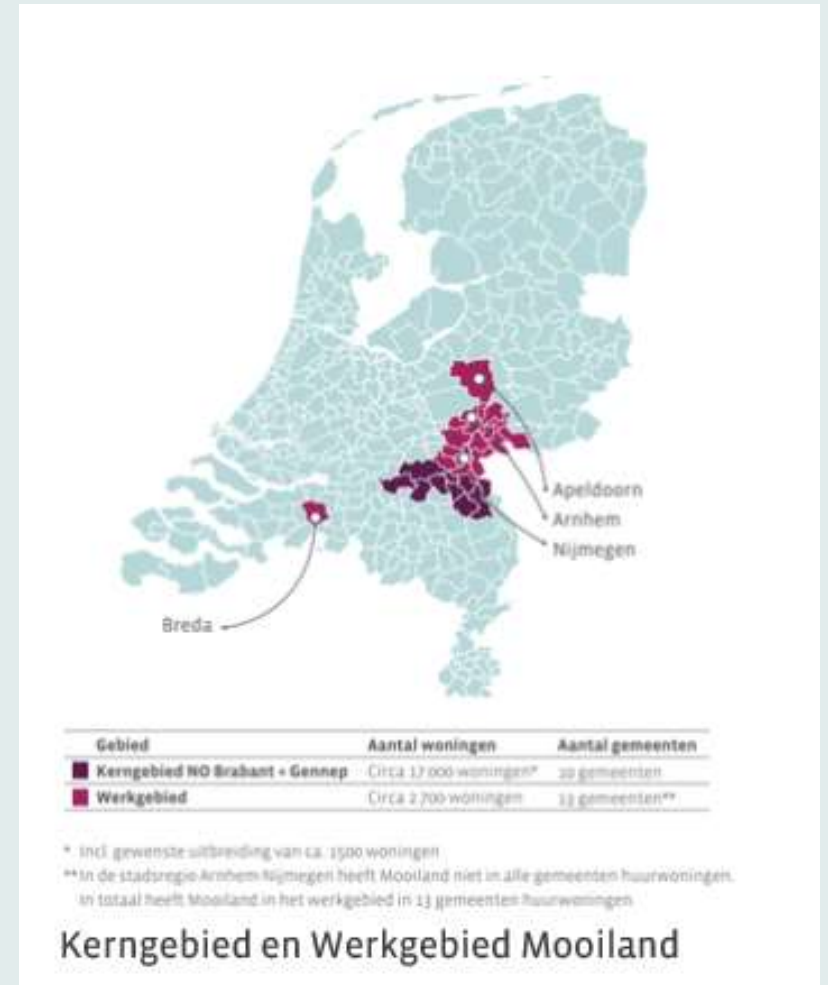 Apeldoorn
Arnhem
Nijmegen
Breda
Gebied Aantal woningen Aantal gemeenten
Kerngebied NO Brabant + Gennep Circa 17 000 woningen* gemeenten
Werkgebied Circa 2 700 woningen 13 gemeenten**
* Incl. gewenste uitbreiding van ca. 1500 woningen
**In de stadsregio Arnhem Nijmegen heeft Mooiland niet in alle gemeenten huurwoningen.
In totaal heeft Mooiland in het werkgebied in 13 gemeenten huurwoningen
Kerngebied en Werkgebied Mooiland